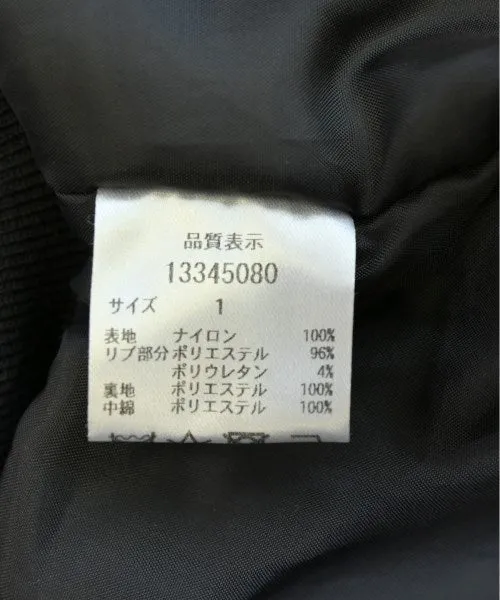 品質表示
13345080
サイズ 1
表地 ナイロン 100%
リブ部分 ポリエステル 96%
ポリウレタン 4%
裏地 ポリエステル 100%
中綿 ポリエステル 100%